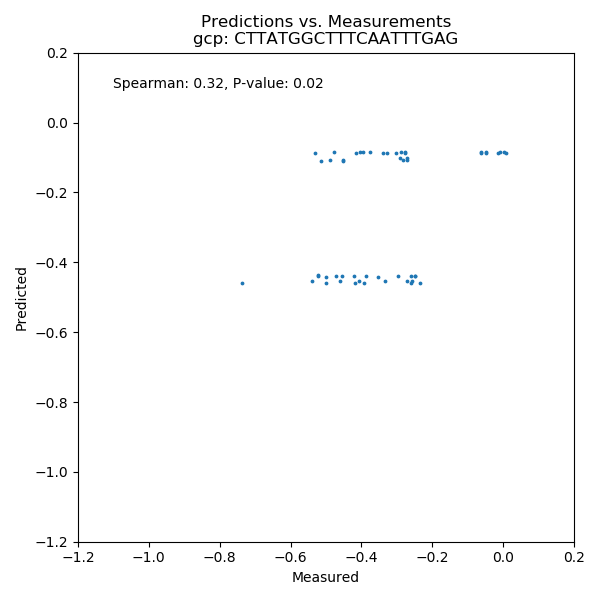 Predictions vs. Measurements
gcp: CTTATGGCTTTCAATTTGAG
Spearman: 0.32, P-value: 0.02
0.2
0.0
−0.2
−0.4
−0.6
−0.8
−1.0
−1.2
Predicted
−1.2 −1.0 −0.8 −0.6 −0.4 −0.2 0.0 0.2
Measured